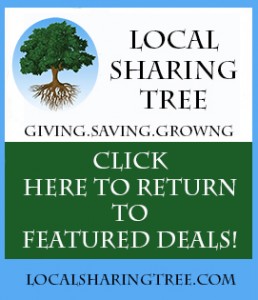 LOCAL
SHARING
TREE
GIVING.SAVING.GROWNG
CLICK
HERE TO RETURN
TO
FEATURED DEALS!
LOCALSHARINGTREE.COM